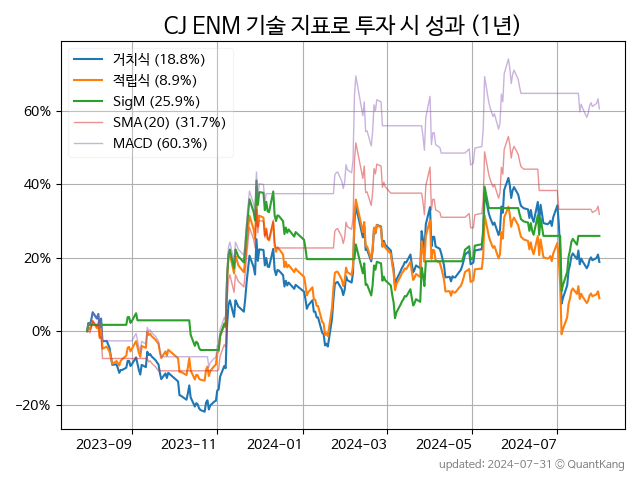 CJ ENM 기술 지표로 투자 시 성과 (1년)
거치식 (18.8%)
적립식 (8.9%)
SigM (25.9%)
SMA(20) (31.7%)
MACD (60.3%)
60%
40%
20%
0%
−20%
2023-09 2023-11 2024-01 2024-03 2024-05 2024-07
updated: 2024-07-31 © QuantKang